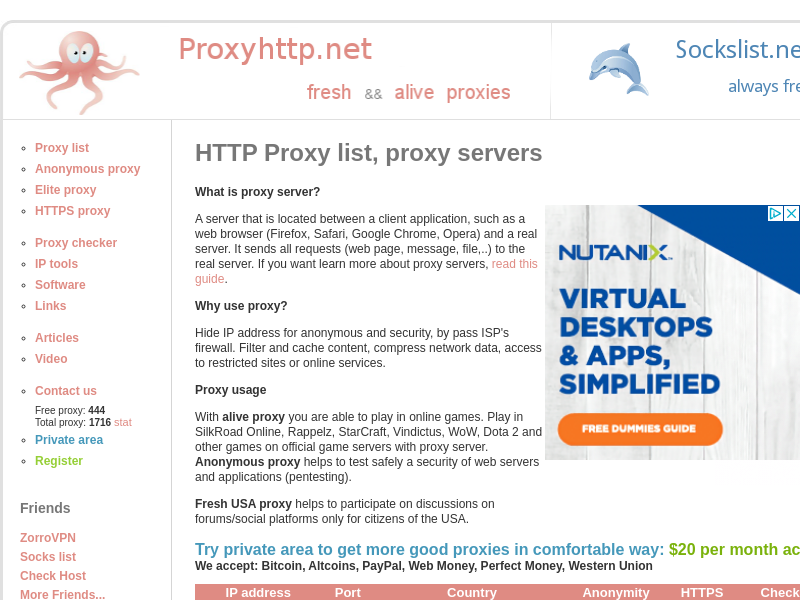 Proxyhttp.net
fresh && alive proxies
Sockslist.ne
always fre
Proxy list
Anonymous proxy
Elite proxy
HTTPS proxy
Proxy checker
IP tools
Software
Links
Articles
Video
Contact us
Free proxy: 444
Total proxy: 1716 stat
Private area
Register
Friends
ZorroVPN
Socks list
Check Host
More Friends...
HTTP Proxy list, proxy servers
What is proxy server?
A server that is located between a client application, such as a
web browser (Firefox, Safari, Google Chrome, Opera) and a real
server. It sends all requests (web page, message, file,..) to the
real server. If you want learn more about proxy servers, read this
guide.
Why use proxy?
Hide IP address for anonymous and security, by pass ISP's
firewall. Filter and cache content, compress network data, access
to restricted sites or online services.
Proxy usage
With alive proxy you are able to play in online games. Play in
SilkRoad Online, Rappelz, StarCraft, Vindictus, WoW, Dota 2 and
other games on official game servers with proxy server.
Anonymous proxy helps to test safely a security of web servers
and applications (pentesting).
Fresh USA proxy helps to participate on discussions on
forums/social platforms only for citizens of the USA.
NUTANIX
VIRTUAL
DESKTOPS
& APPS,
SIMPLIFIED
FREE DUMMIES GUIDE
Try private area to get more good proxies in comfortable way: $20 per month ac
We accept: Bitcoin, Altcoins, PayPal, Web Money, Perfect Money, Western Union
IP address Port Country Anonymity HTTPS Check